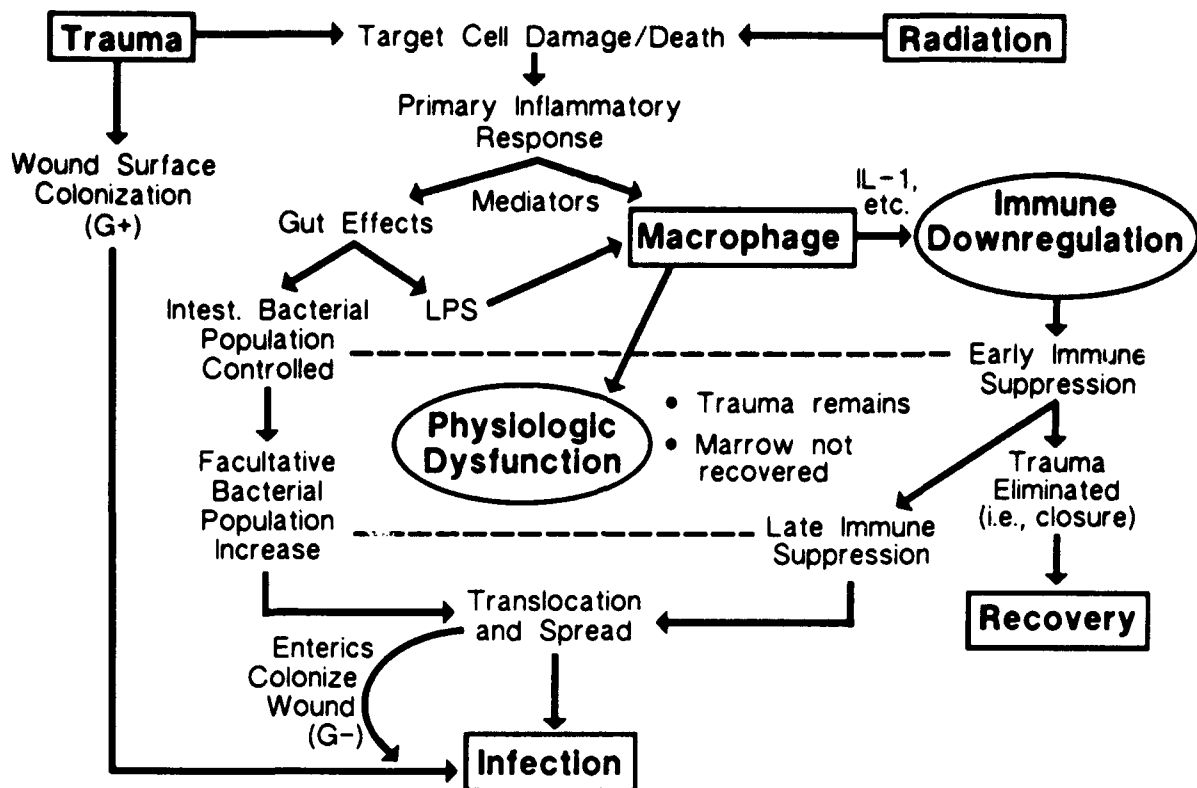 Trauma
Target Cell Damage/Death
Radiation
Primary Inflammatory
Response
Wound Surface
Colonization
(G+)
Gut Effects
Mediators
Macrophage
IL-1,
etc.
Immune
Downregulation
Intest. Bacterial
Population
Controlled
LPS
Early Immune
Suppression
Physiologic
Dysfunction
• Trauma remains
• Marrow not
recovered
Facultative
Bacterial
Population
Increase
Trauma
Eliminated
(i.e., closure)
Late Immune
Suppression
Translocation
and Spread
Recovery
Enterics
Colonize
Wound
(G-)
Infection